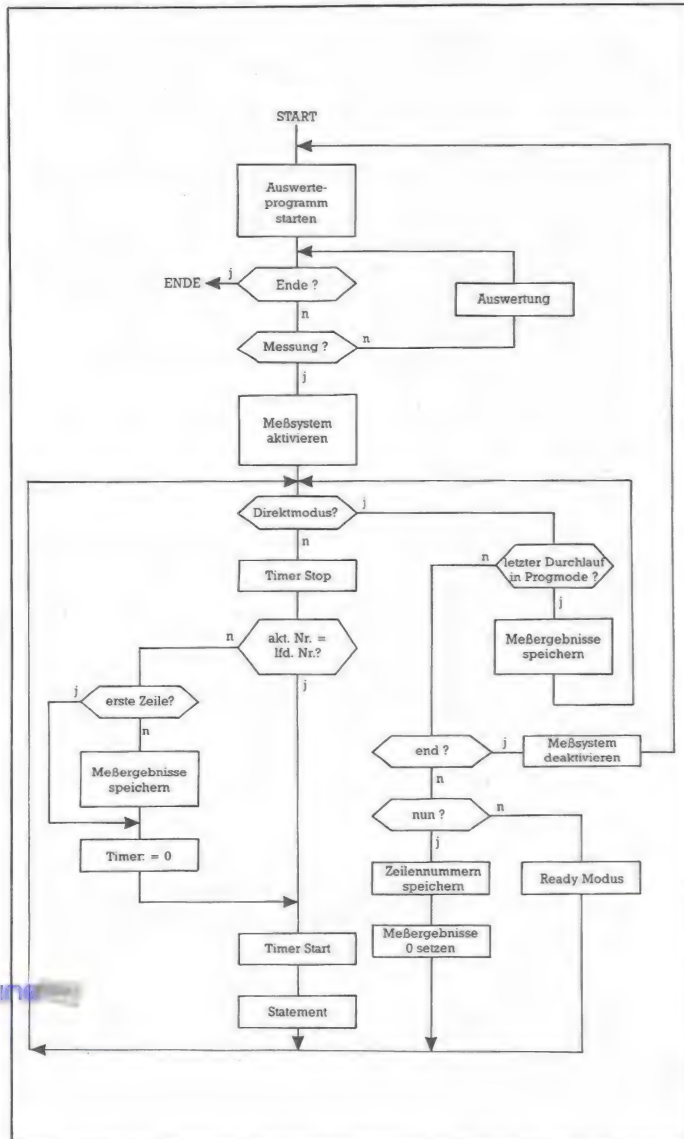 START
Auswerte-
programm
starten
j
ENDE
Ende ?
n
Auswertung
Messung ?
n
j
Meßsystem
aktivieren
Direktmodus?
j
n
Timer Stop
n
letzter Durchlauf
in Progmode ?
j
Meßergebnisse
speichern
n
akt. Nr. =
lfd. Nr.?
j
j
erste Zeile?
n
Meßergebnisse
speichern
Timer: = 0
end ?
j
Meßsystem
deaktivieren
n
nun ?
n
j
Zeilennummern
speichern
Ready Modus
Meßergebnisse
0 setzen
Timer Start
Statement